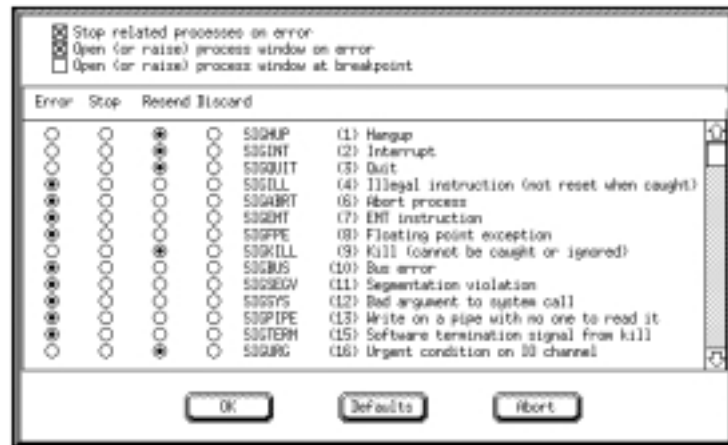 Stop related processes on error
Open (or raise) process window on error
Open (or raise) process window at breakpoint
Error Stop Resend Discard
SIGHUP (1) Hangup
SIGINT (2) Interrupt
SIGQUIT (3) Quit
SIGILL (4) Illegal instruction (not reset when caught)
SIGABRT (6) Abort process
SIGEMT (7) EMT instruction
SIGFPE (8) Floating point exception
SIGKILL (9) Kill (cannot be caught or ignored)
SIGBUS (10) Bus error
SIGSEGV (11) Segmentation violation
SIGSYS (12) Bad argument to system call
SIGPIPE (13) Write on a pipe with no one to read it
SIGTERM (15) Software termination signal from kill
SIGURG (16) Urgent condition on IO channel
OK Defaults Abort